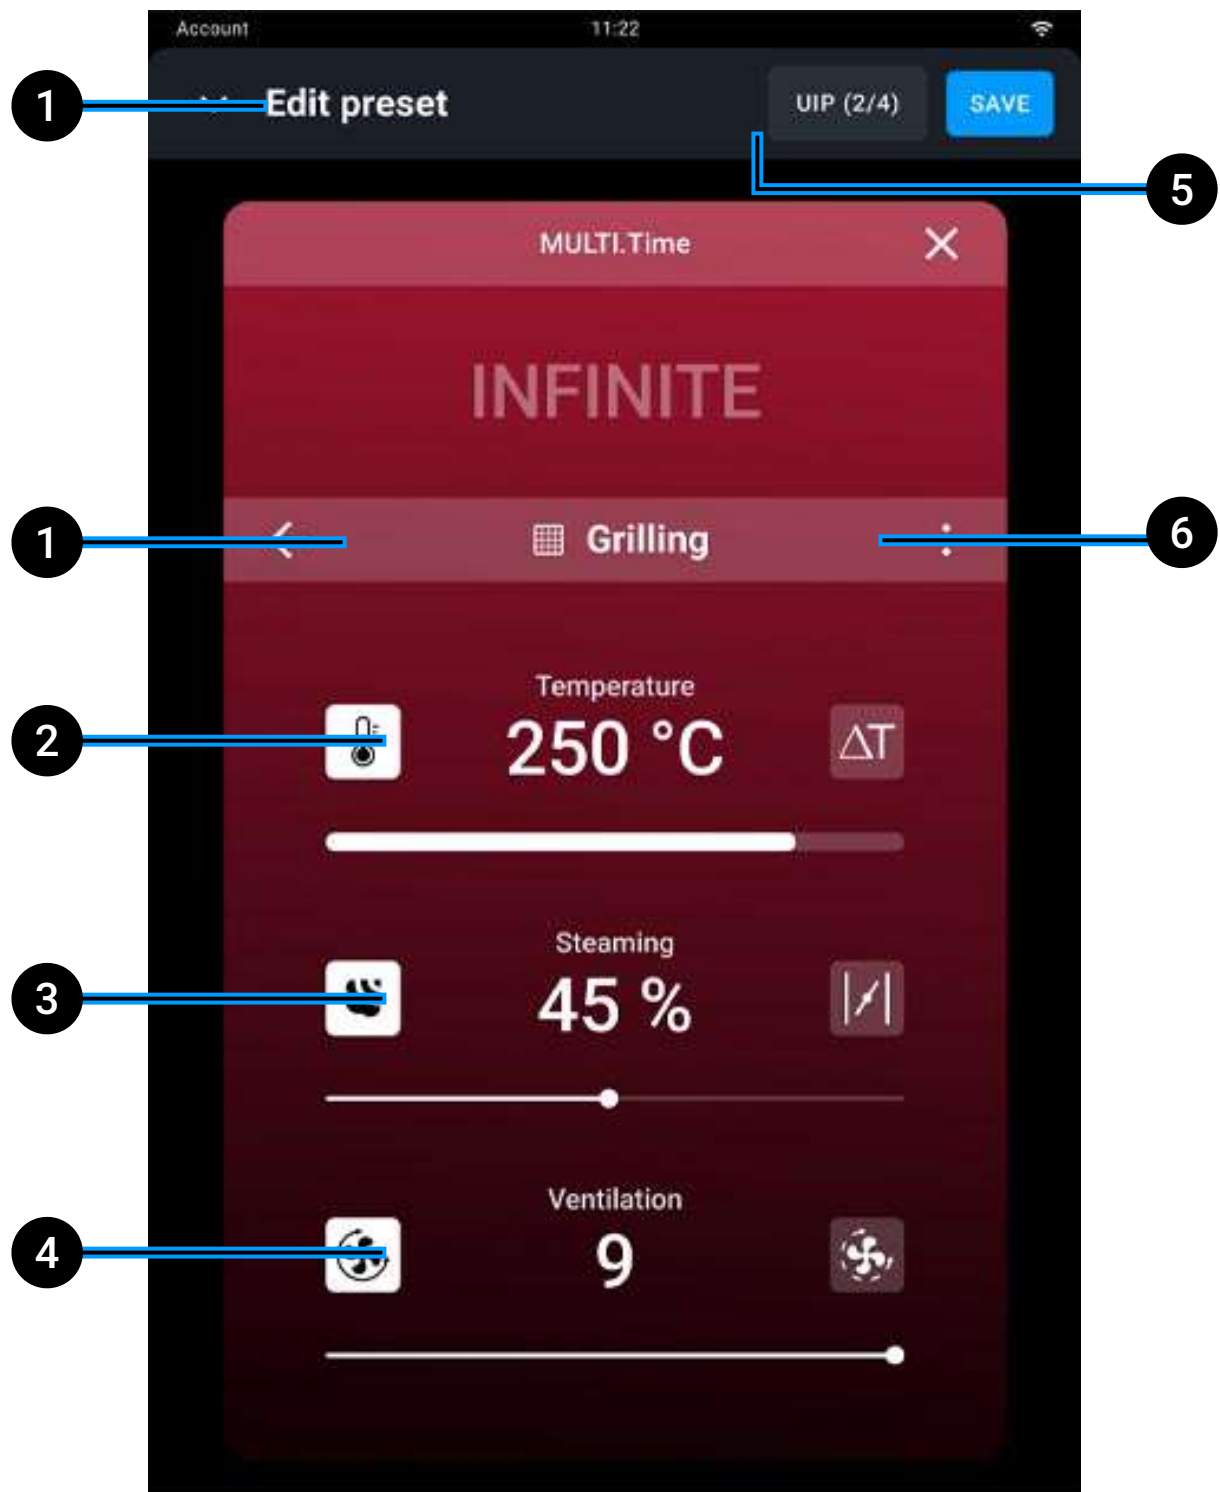 Account 11:22
1 Edit preset UIP (2/4) SAVE
5
MULTI.Time
INFINITE
1 Grilling 6
Temperature
2 250 °C ΔT
Steaming
3 45 %
Ventilation
4 9